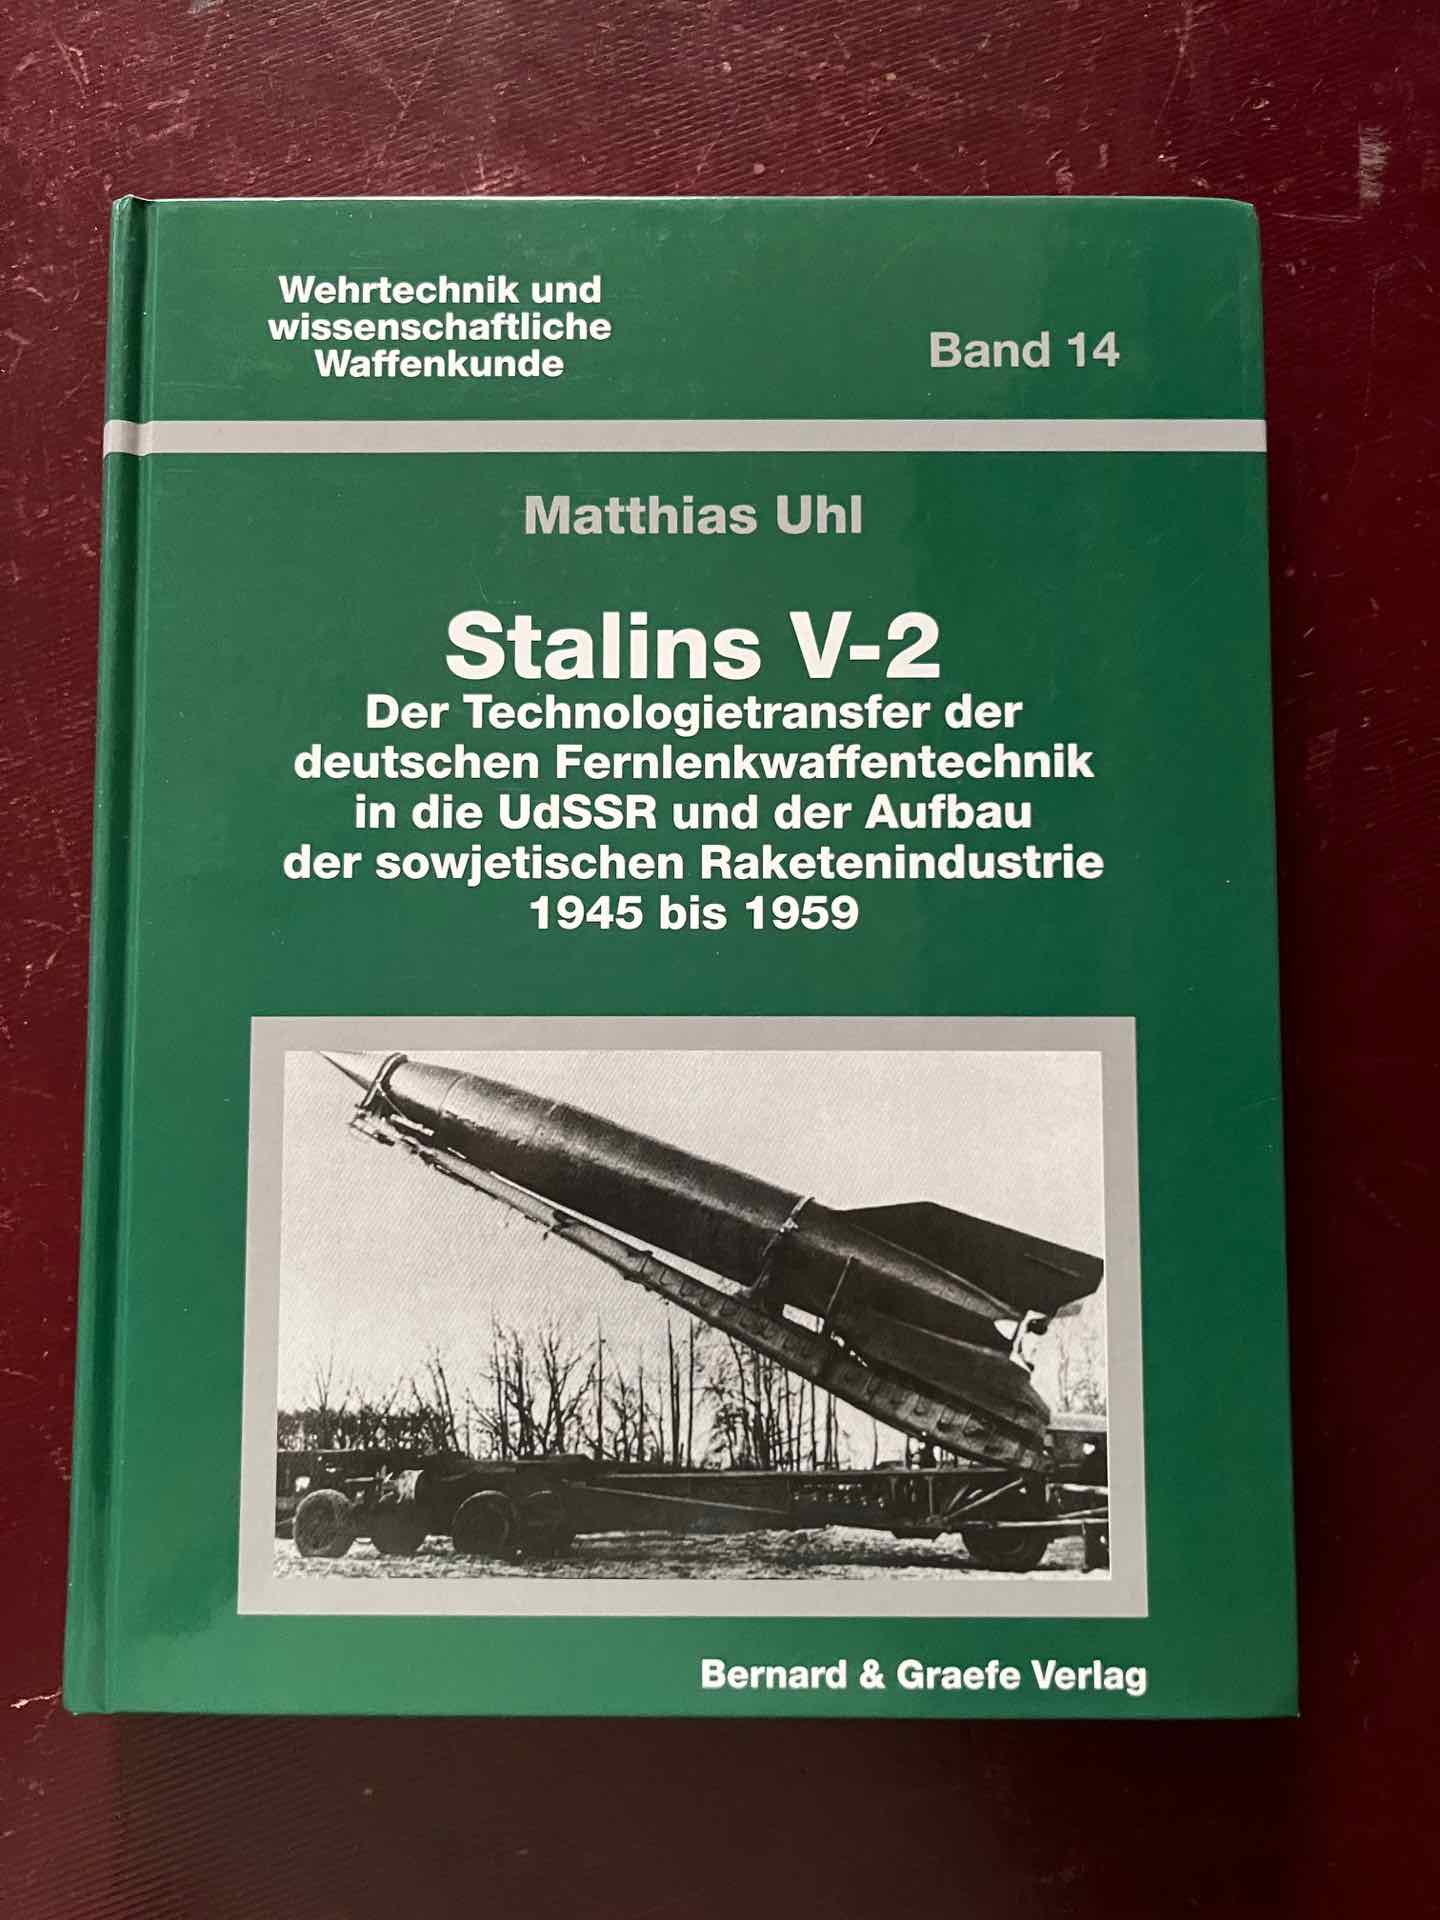 Wehrtechnik und
wissenschaftliche
Waffenkunde
Band 14
Matthias Uhl
Stalins V-2
Der Technologietransfer der
deutschen Fernlenkwaffentechnik
in die UdSSR und der Aufbau
der sowjetischen Raketenindustrie
1945 bis 1959
Bernard & Graefe Verlag